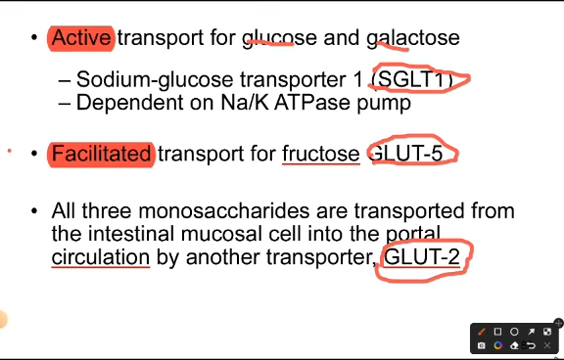 • Active transport for glucose and galactose
– Sodium-glucose transporter 1 (SGLT1)
– Dependent on Na/K ATPase pump
• Facilitated transport for fructose GLUT-5
• All three monosaccharides are transported from
the intestinal mucosal cell into the portal
circulation by another transporter, GLUT-2